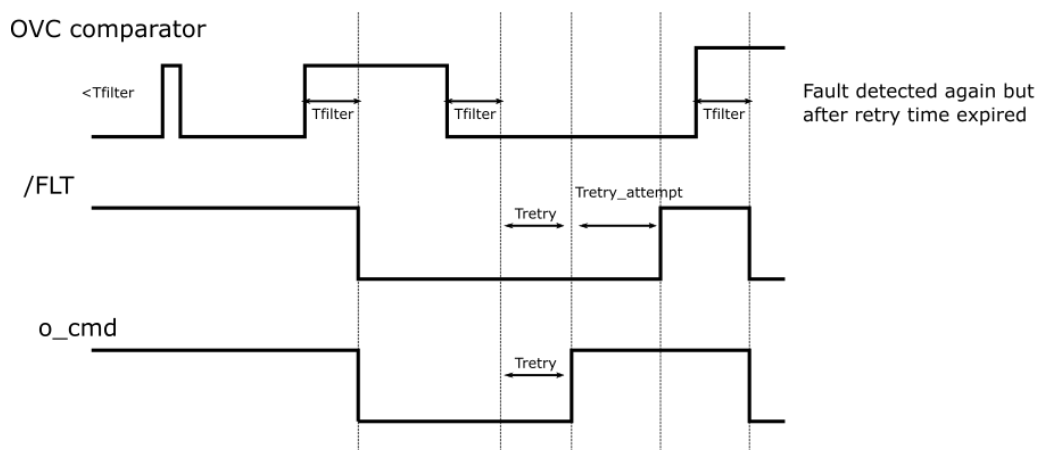 OVC comparator
<Tfilter
Tfilter
Tfilter
Tfilter
Fault detected again but
after retry time expired
/FLT
Tretry_attempt
Tretry
o_cmd
Tretry